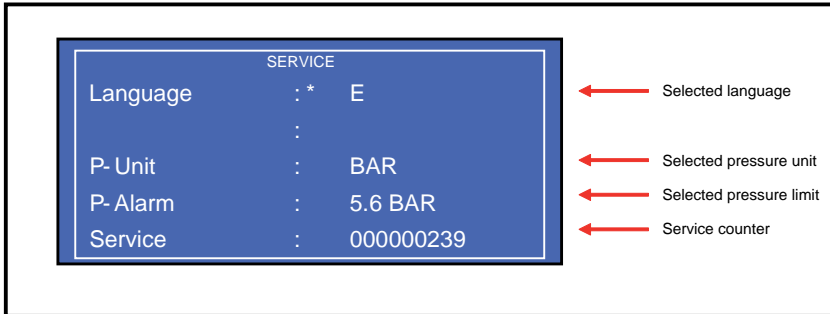 SERVICE
Language : * E Selected language
:
P- Unit : BAR Selected pressure unit
P- Alarm : 5.6 BAR Selected pressure limit
Service : 000000239 Service counter